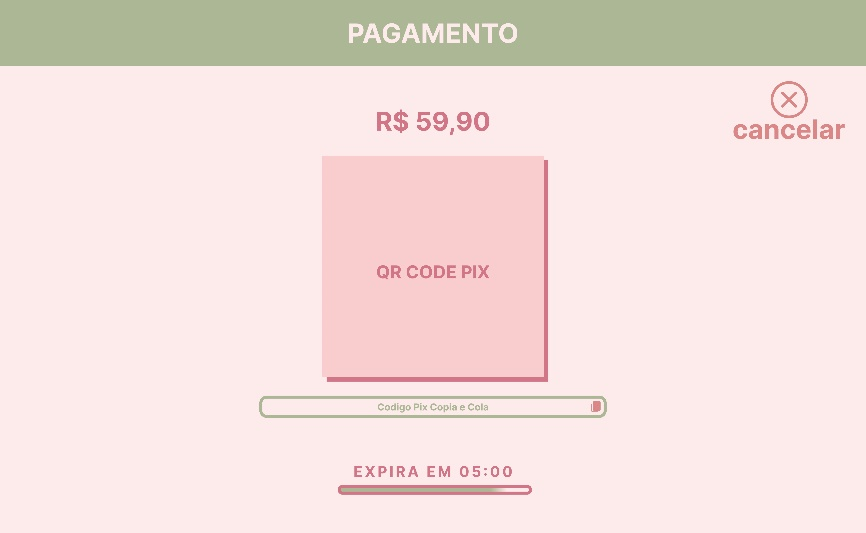 PAGAMENTO
R$ 59,90
cancelar
QR CODE PIX
Codigo Pix Copia e Cola
EXPIRA EM 05:00